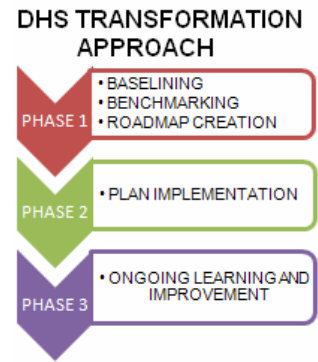 DHS TRANSFORMATION
APPROACH
PHASE 1
• BASELINING
• BENCHMARKING
• ROADMAP CREATION
PHASE 2
• PLAN IMPLEMENTATION
PHASE 3
• ONGOING LEARNING AND
IMPROVEMENT